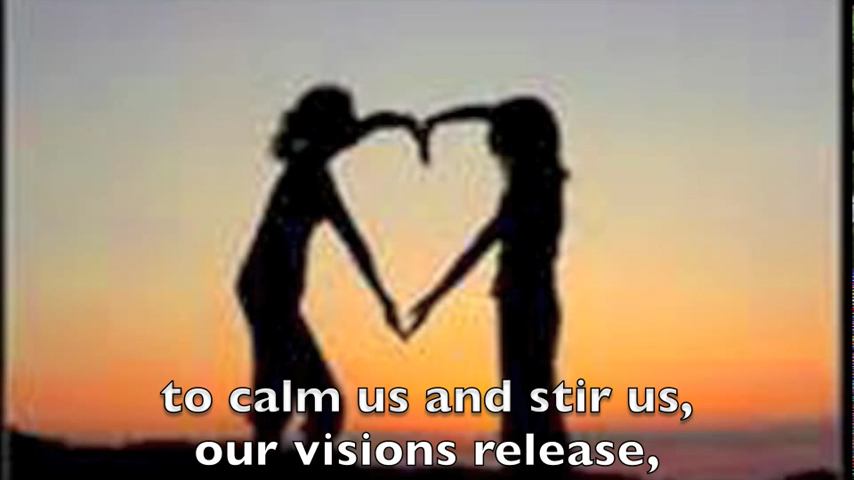 to calm us and stir us,
our visions release,